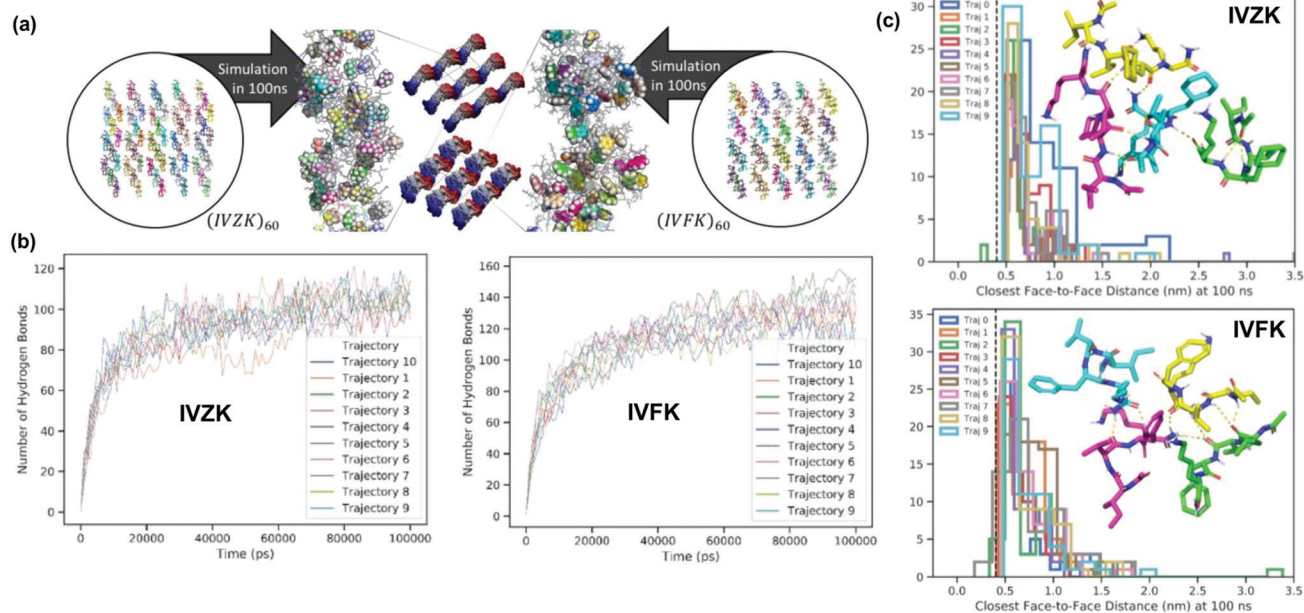 (a)
Simulation
in 100ns
(IVZK)60
Simulation
in 100ns
(IVFK)60
(b)
Number of Hydrogen Bonds
120
100
80
60
40
20
0
IVZK
Trajectory
Trajectory 10
Trajectory 1
Trajectory 2
Trajectory 3
Trajectory 4
Trajectory 5
Trajectory 6
Trajectory 7
Trajectory 8
Trajectory 9
0 20000 40000 60000 80000 100000
Time (ps)
Number of Hydrogen Bonds
160
140
120
100
80
60
40
20
0
IVFK
Trajectory
Trajectory 10
Trajectory 1
Trajectory 2
Trajectory 3
Trajectory 4
Trajectory 5
Trajectory 6
Trajectory 7
Trajectory 8
Trajectory 9
0 20000 40000 60000 80000 100000
Time (ps)
(c)
30
25
20
15
10
5
0
Traj 0
Traj 1
Traj 2
Traj 3
Traj 4
Traj 5
Traj 6
Traj 7
Traj 8
Traj 9
IVZK
0.0 0.5 1.0 1.5 2.0 2.5 3.0 3.5
Closest Face-to-Face Distance (nm) at 100 ns
35
30
25
20
15
10
5
0
Traj 0
Traj 1
Traj 2
Traj 3
Traj 4
Traj 5
Traj 6
Traj 7
Traj 8
Traj 9
IVFK
0.0 0.5 1.0 1.5 2.0 2.5 3.0 3.5
Closest Face-to-Face Distance (nm) at 100 ns